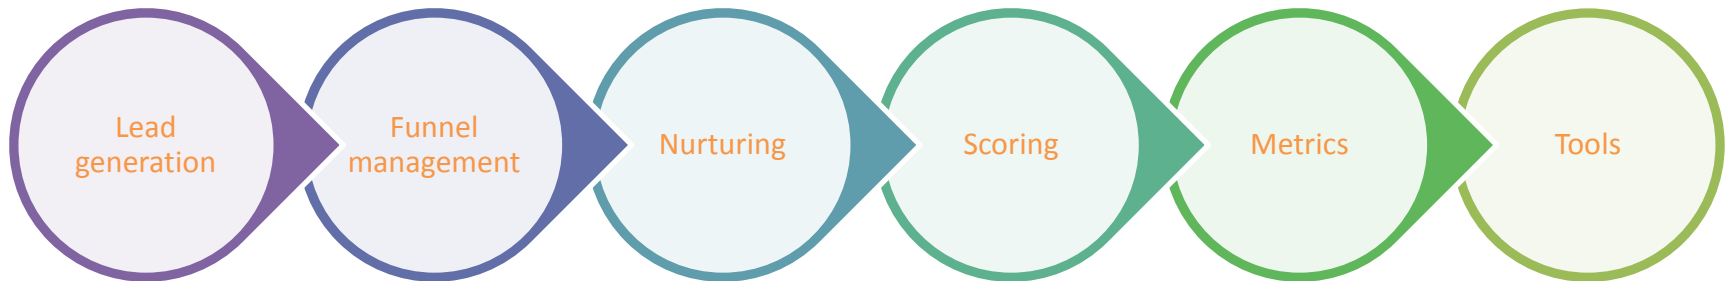 Lead
generation
Funnel
management
Nurturing
Scoring
Metrics
Tools